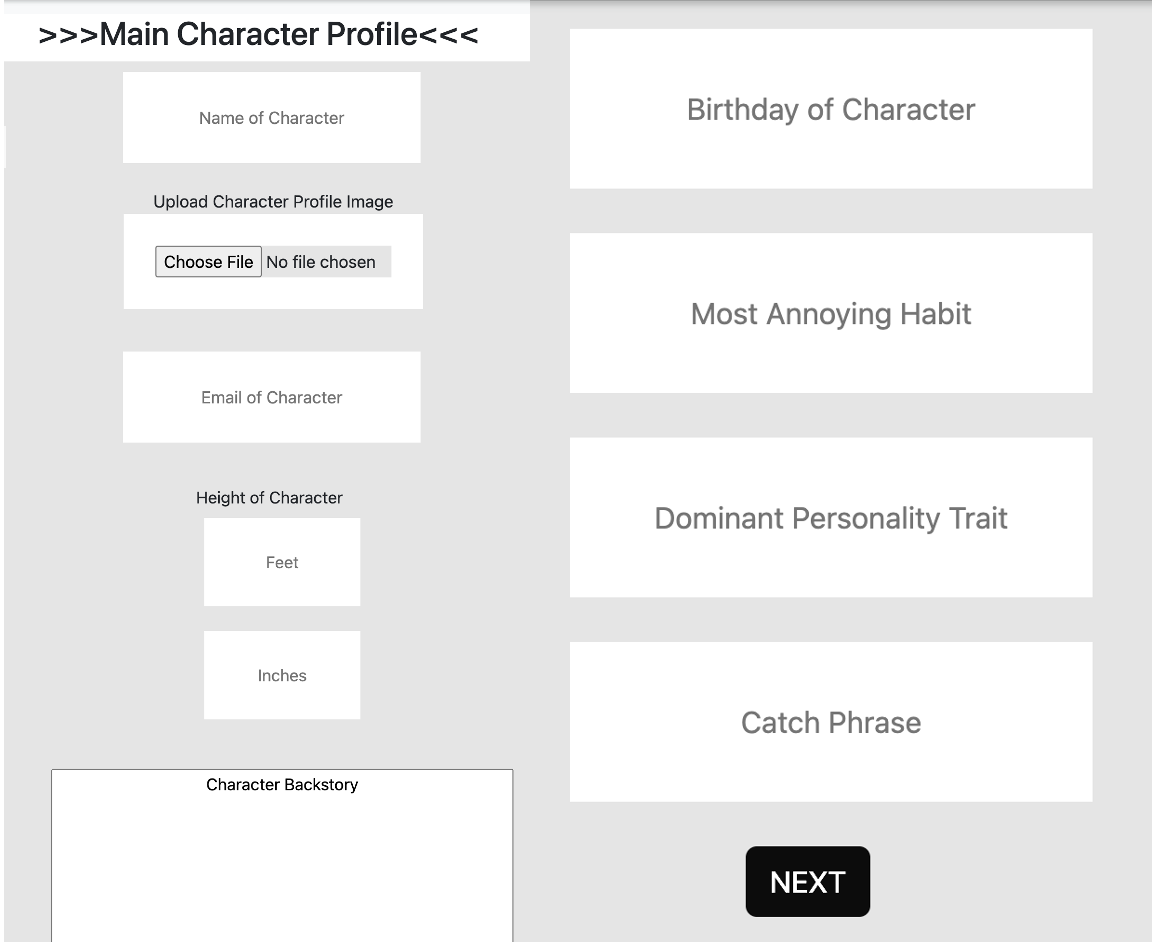 >>>Main Character Profile<<<
Name of Character
Upload Character Profile Image
Choose File No file chosen
Email of Character
Height of Character
Feet
Inches
Character Backstory
Birthday of Character
Most Annoying Habit
Dominant Personality Trait
Catch Phrase
NEXT